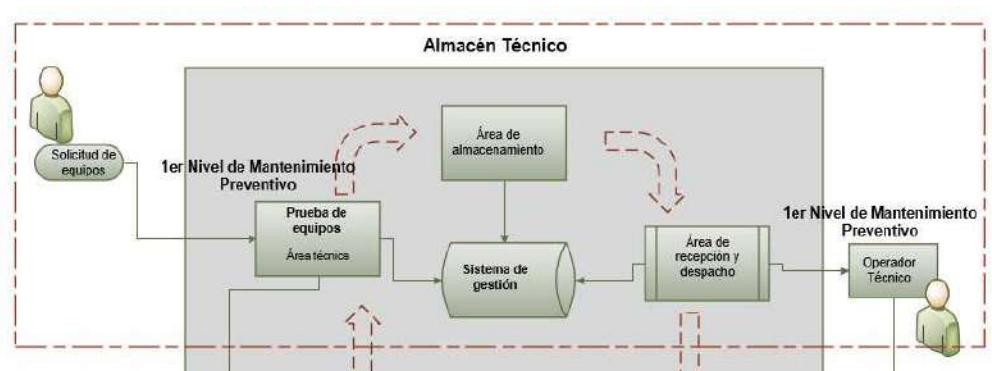 Almacén Técnico
Solicitud de
equipos
1er Nivel de Mantenimiento
Preventivo
Prueba de
equipos
Área técnica
Área de
almacenamiento
Sistema de
gestión
Área de
recepción y
despacho
1er Nivel de Mantenimiento
Preventivo
Operador
Técnico